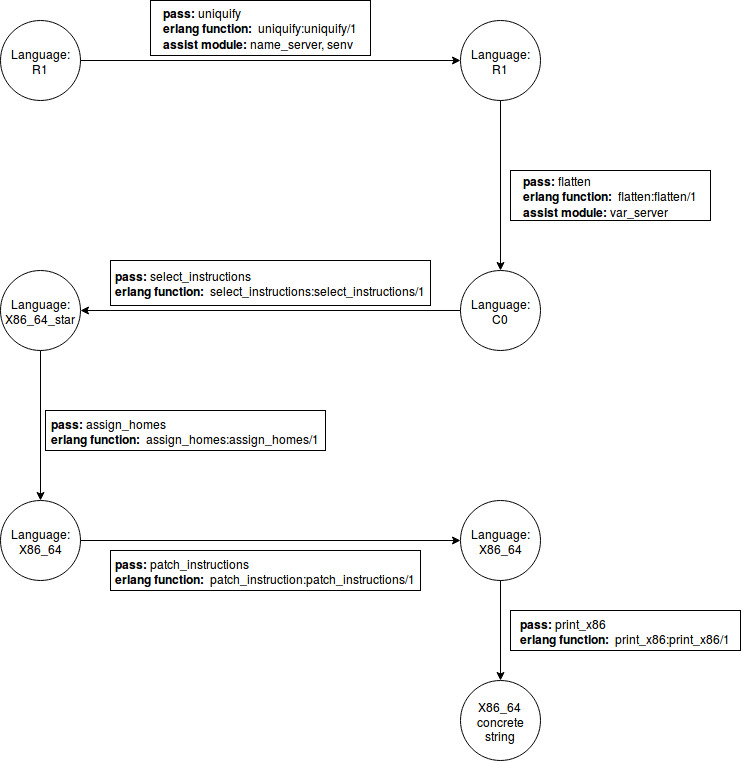 pass: uniquify
erlang function:  uniquify:uniquify/1
assist module: name_server, senv
Language:
R1
Language:
R1
pass: flatten
erlang function:  flatten:flatten/1
assist module: var_server
pass: select_instructions
erlang function:  select_instructions:select_instructions/1
Language:
X86_64_star
Language:
C0
pass: assign_homes
erlang function:  assign_homes:assign_homes/1
Language:
X86_64
Language:
X86_64
pass: patch_instructions
erlang function:  patch_instruction:patch_instructions/1
pass: print_x86
erlang function:  print_x86:print_x86/1
X86_64
concrete
string